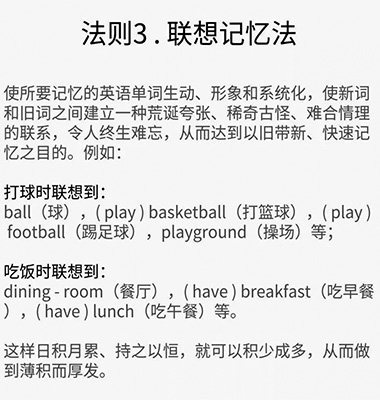 法则3 . 联想记忆法
使所要记忆的英语单词生动、形象和系统化，使新词
和旧词之间建立一种荒诞夸张、稀奇古怪、难合情理
的联系，令人终生难忘，从而达到以旧带新、快速记
忆之目的。例如：
打球时联想到：
ball（球），( play ) basketball（打篮球），( play )
football（踢足球），playground（操场）等；
吃饭时联想到：
dining - room（餐厅），( have ) breakfast（吃早餐
），( have ) lunch（吃午餐）等。
这样日积月累、持之以恒，就可以积少成多，从而做
到薄积而厚发。